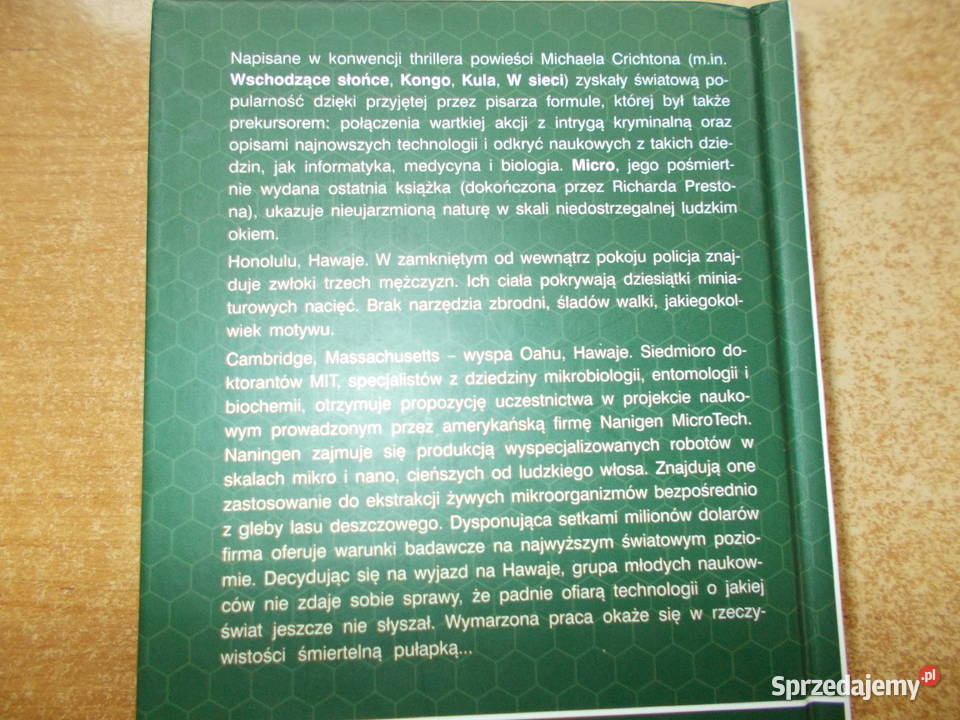 Napisane w konwencji thrillera powieści Michaela Crichtona (m.in.
Wschodzące słońce, Kongo, Kula, W sieci) zyskały światową po-
pularność dzięki przyjętej przez pisarza formule, której był także
prekursorem: połączenia wartkiej akcji z intrygą kryminalną oraz
opisami najnowszych technologii i odkryć naukowych z takich dzie-
dzin, jak informatyka, medycyna i biologia. Micro, jego pośmiert-
nie wydana ostatnia książka (dokończona przez Richarda Presto-
na), ukazuje nieujarzmioną naturę w skali niedostrzegalnej ludzkim
okiem.
Honolulu, Hawaje. W zamkniętym od wewnątrz pokoju policja znaj-
duje zwłoki trzech mężczyzn. Ich ciała pokrywają dziesiątki minia-
turowych nacięć. Brak narzędzia zbrodni, śladów walki, jakiegokol-
wiek motywu.
Cambridge, Massachusetts – wyspa Oahu, Hawaje. Siedmioro do-
ktorantów MIT, specjalistów z dziedziny mikrobiologii, entomologii i
biochemii, otrzymuje propozycję uczestnictwa w projekcie nauko-
wym prowadzonym przez amerykańską firmę Nanigen MicroTech.
Naningen zajmuje się produkcją wyspecjalizowanych robotów w
skalach mikro i nano, cieńszych od ludzkiego włosa. Znajdują one
zastosowanie do ekstrakcji żywych mikroorganizmów bezpośrednio
z gleby lasu deszczowego. Dysponująca setkami milionów dolarów
firma oferuje warunki badawcze na najwyższym światowym pozio-
mie. Decydując się na wyjazd na Hawaje, grupa młodych naukow-
ców nie zdaje sobie sprawy, że padnie ofiarą technologii o jakiej
świat jeszcze nie słyszał. Wymarzona praca okaże się w rzeczy-
wistości śmiertelną pułapką...
Sprzedajemy.pl